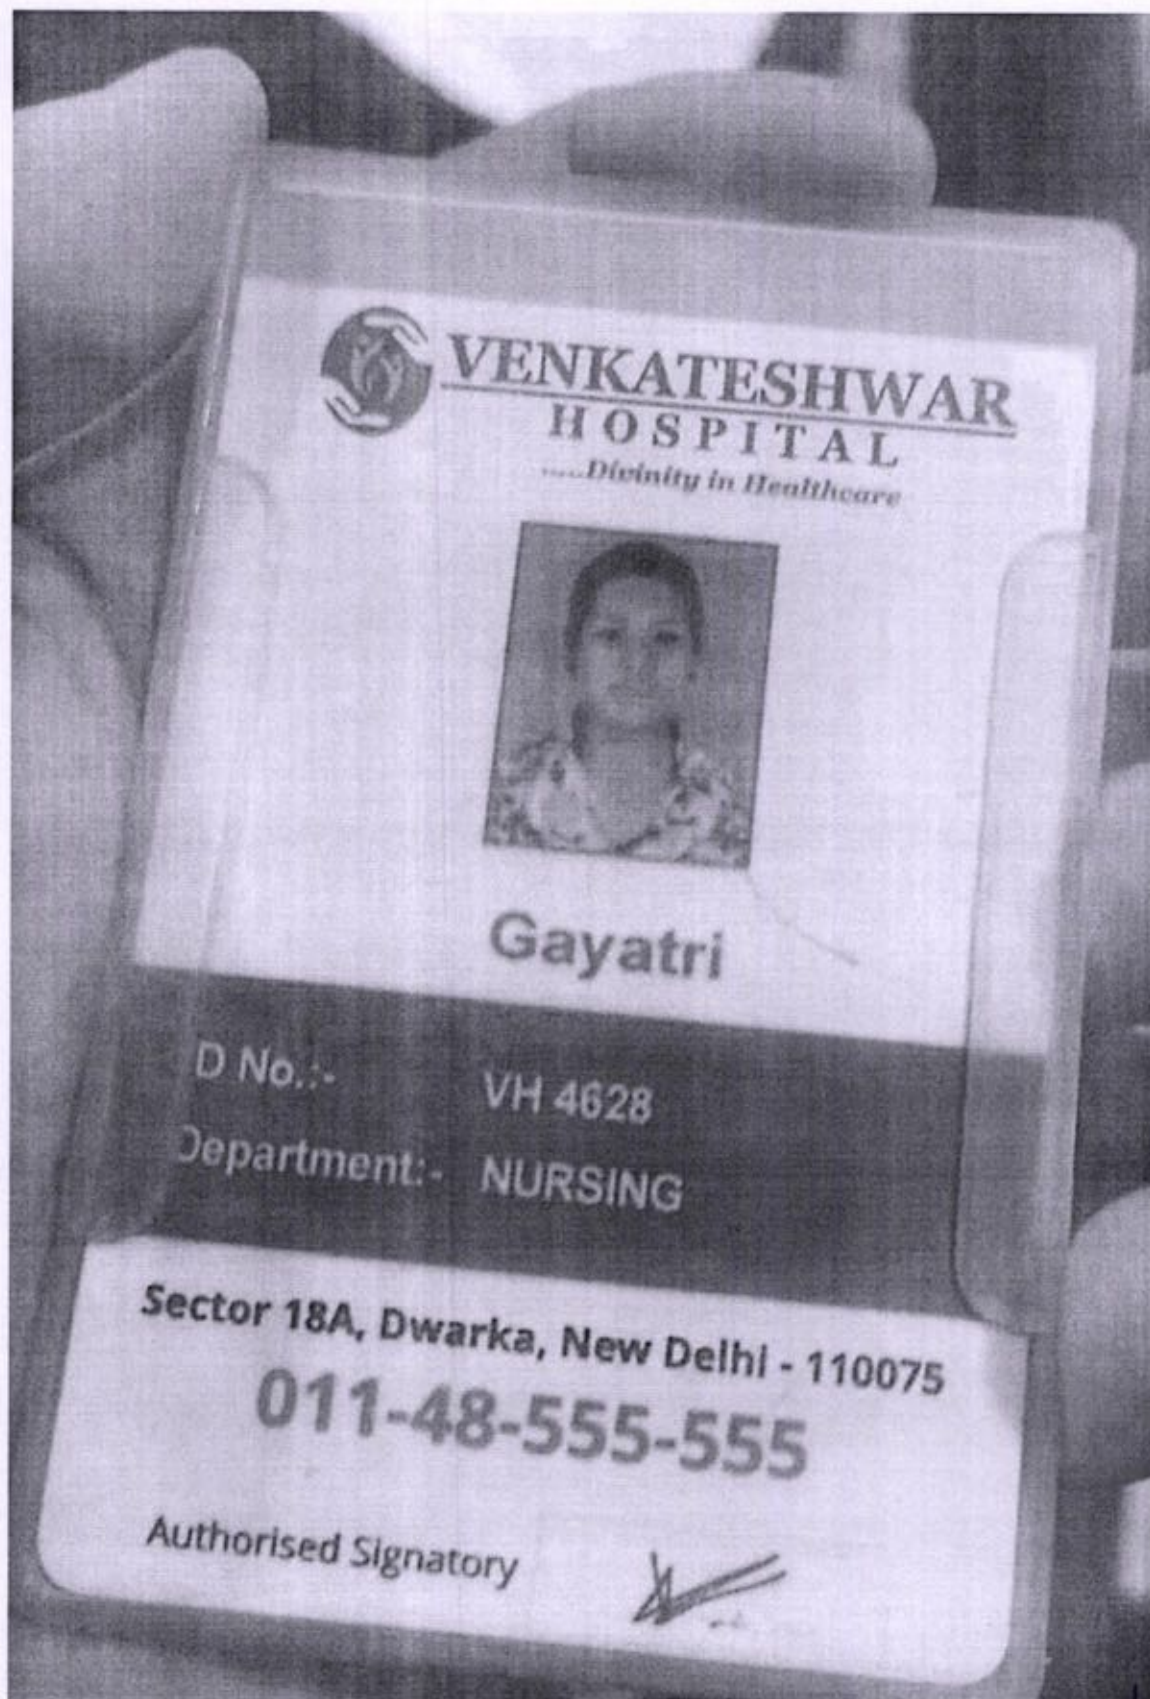 VENKATESHWAR
HOSPITAL
.....Divinity in Healthcare
Gayatri
D No.:- VH 4628
Department:- NURSING
Sector 18A, Dwarka, New Delhi - 110075
011-48-555-555
Authorised Signatory